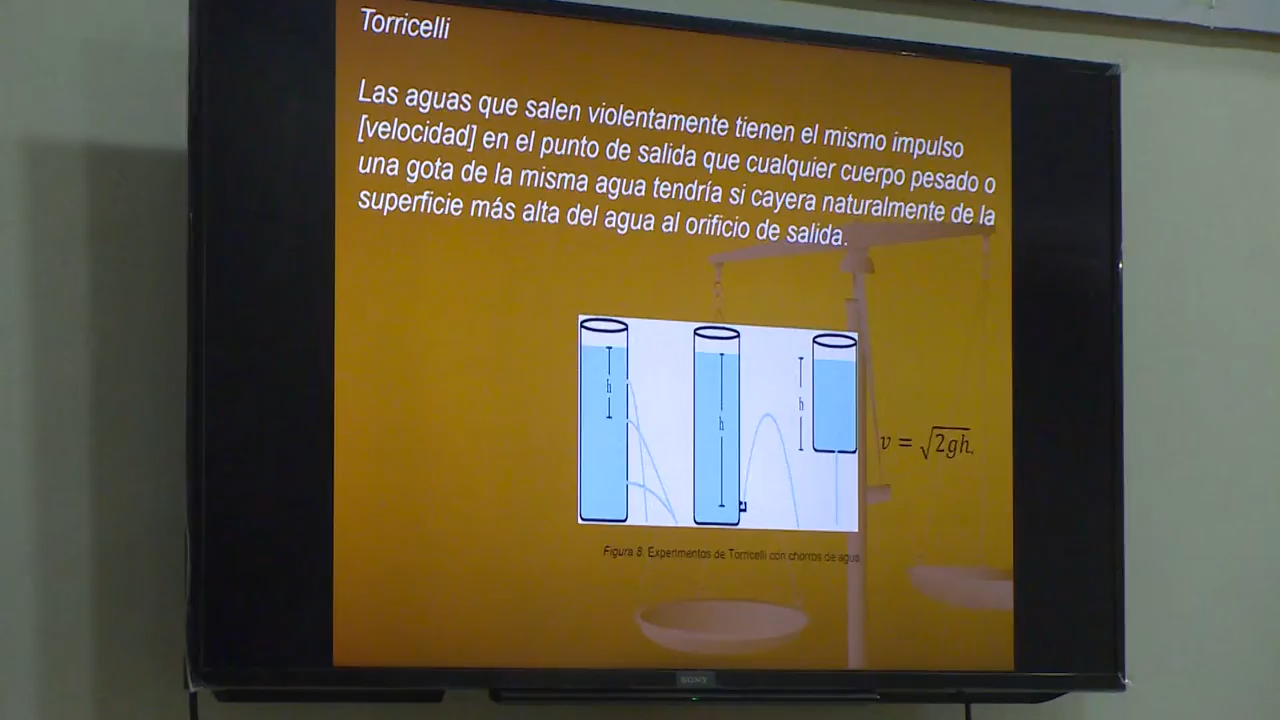 Torricelli
Las aguas que salen violentamente tienen el mismo impulso
[velocidad] en el punto de salida que cualquier cuerpo pesado o
una gota de la misma agua tendría si cayera naturalmente de la
superficie más alta del agua al orificio de salida.
h
h
h
v = √2gh.
Figura 8. Experimentos de Torricelli con chorros de agua
SONY